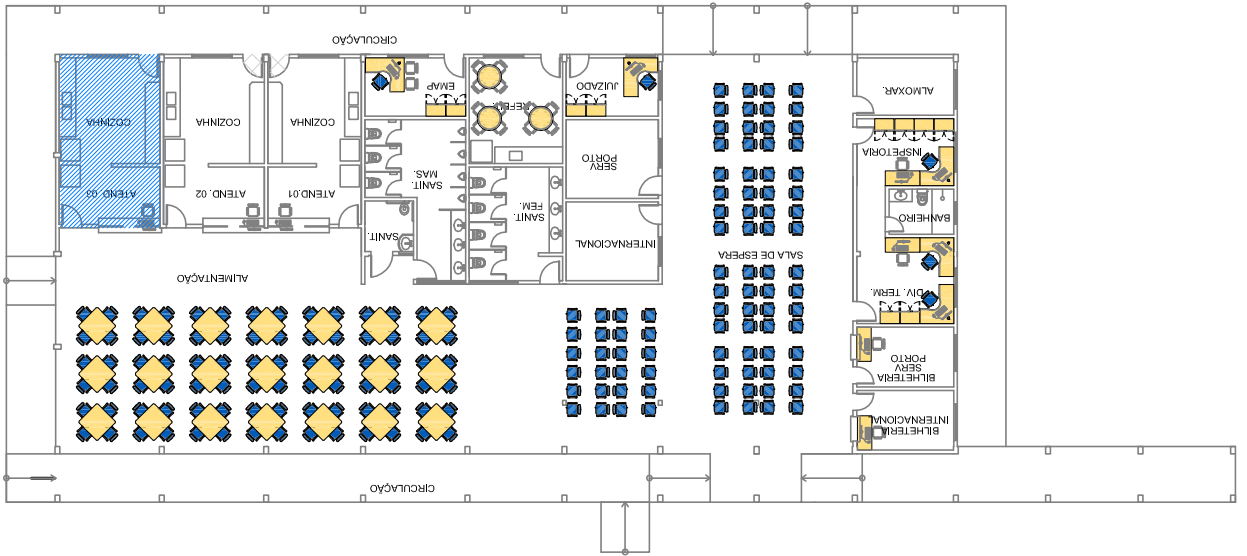 CIRCULAÇÃO
COZINHA
COZINHA
COZINHA
EMAP
REFEIT.
JUIZADO
ALMOXAR.
SERV
PORTO
INSPETORIA
SANIT.
MAS.
ATEND 03
ATEND. 02
ATEND.01
SANIT.
FEM.
BANHEIRO
SANIT.
INTERNACIONAL
SALA DE ESPERA
ALIMENTAÇÃO
DIV. TERM.
BILHETERIA
SERV
PORTO
BILHETERIA
INTERNACIONAL
CIRCULAÇÃO